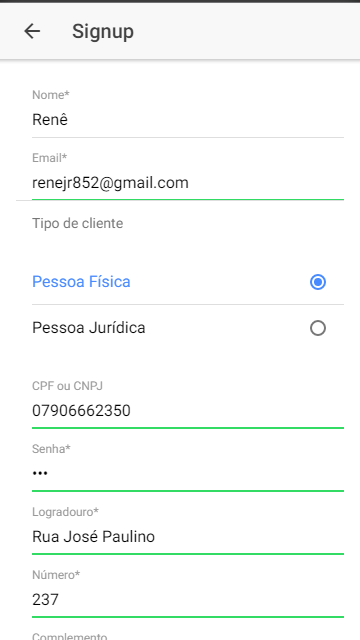 Signup
Nome*
Renê
Email*
renejr852@gmail.com
Tipo de cliente
Pessoa Física
Pessoa Jurídica
CPF ou CNPJ
07906662350
Senha*
•••
Logradouro*
Rua José Paulino
Número*
237
Complemento